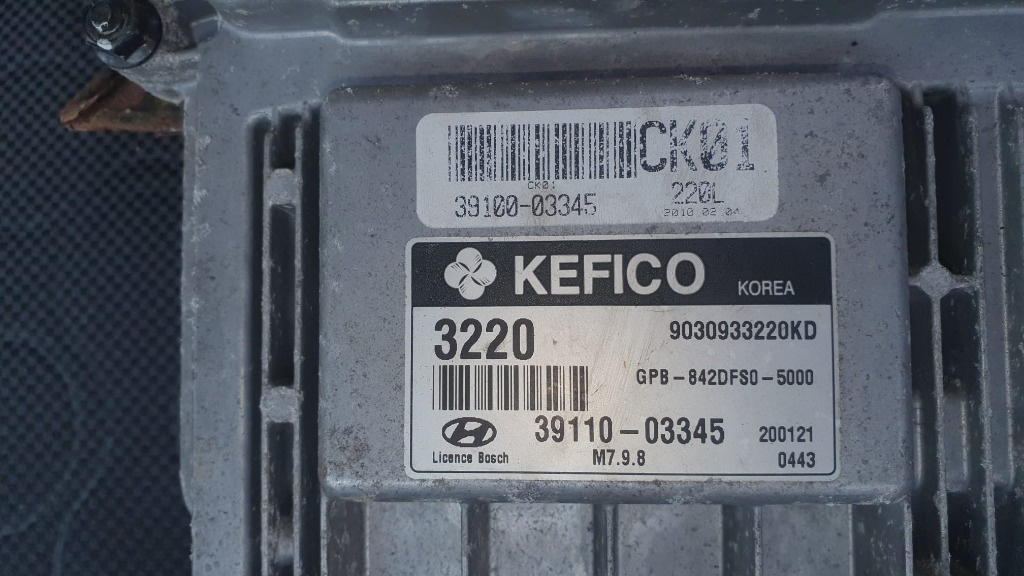 CK01
CK01
39100-03345
220L
2010 02 04
KEFICO KOREA
3220 9030933220KD
GPB-842DFS0-5000
39110-03345 200121
Licence Bosch M7.9.8 0443